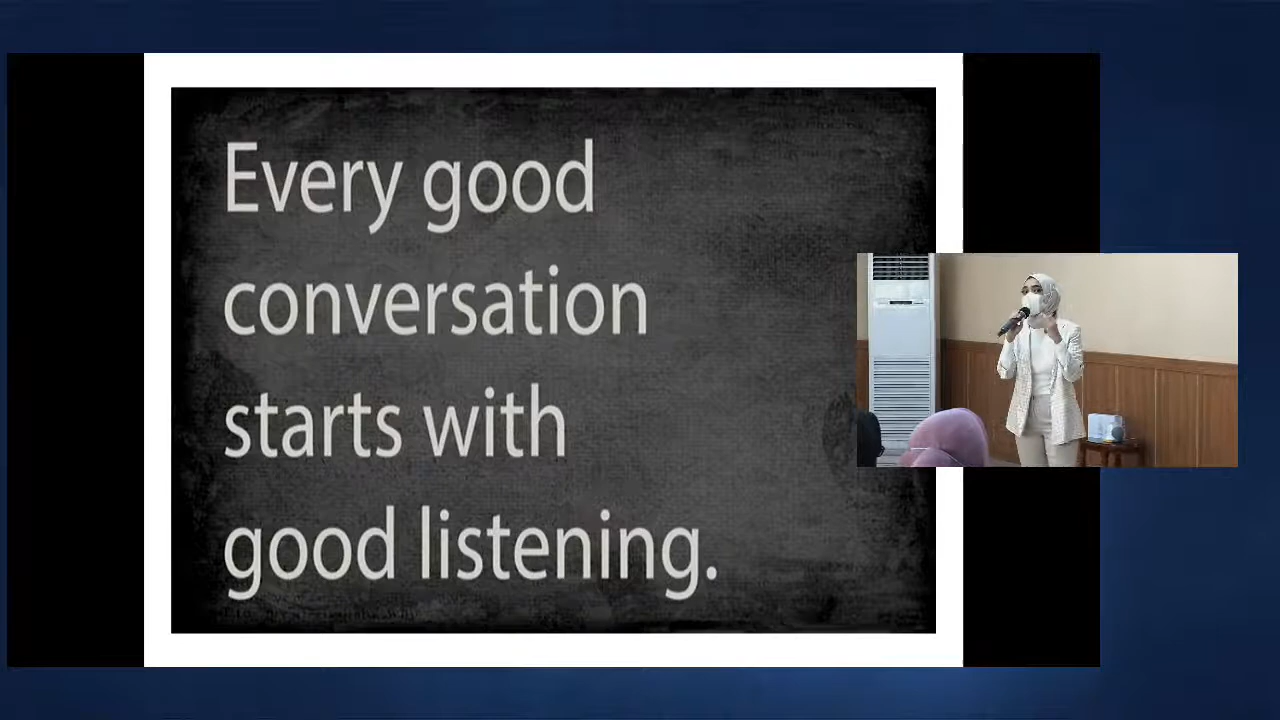 Every good
conversation
starts with
good listening.